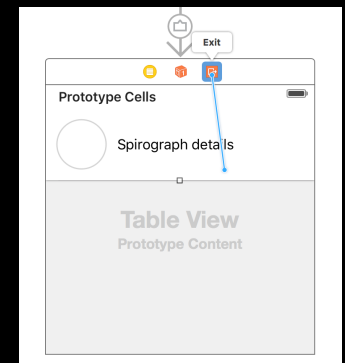 Exit
Prototype Cells
Spirograph details
Table View
Prototype Content